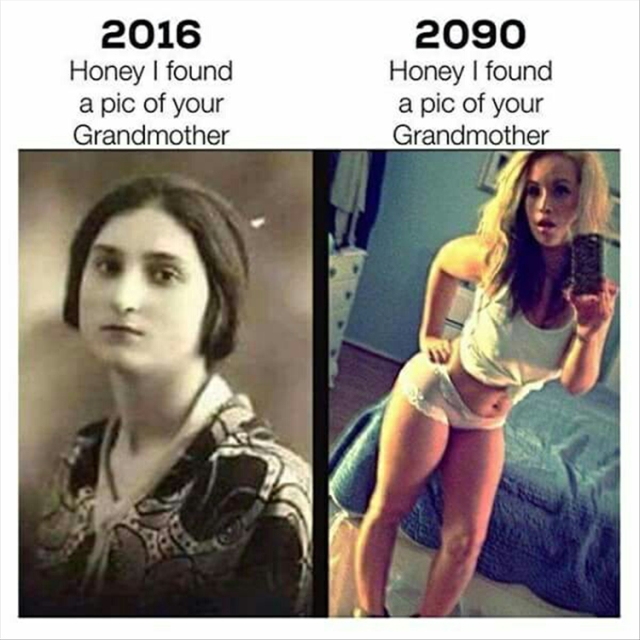 2016
Honey I found
a pic of your
Grandmother
2090
Honey I found
a pic of your
Grandmother